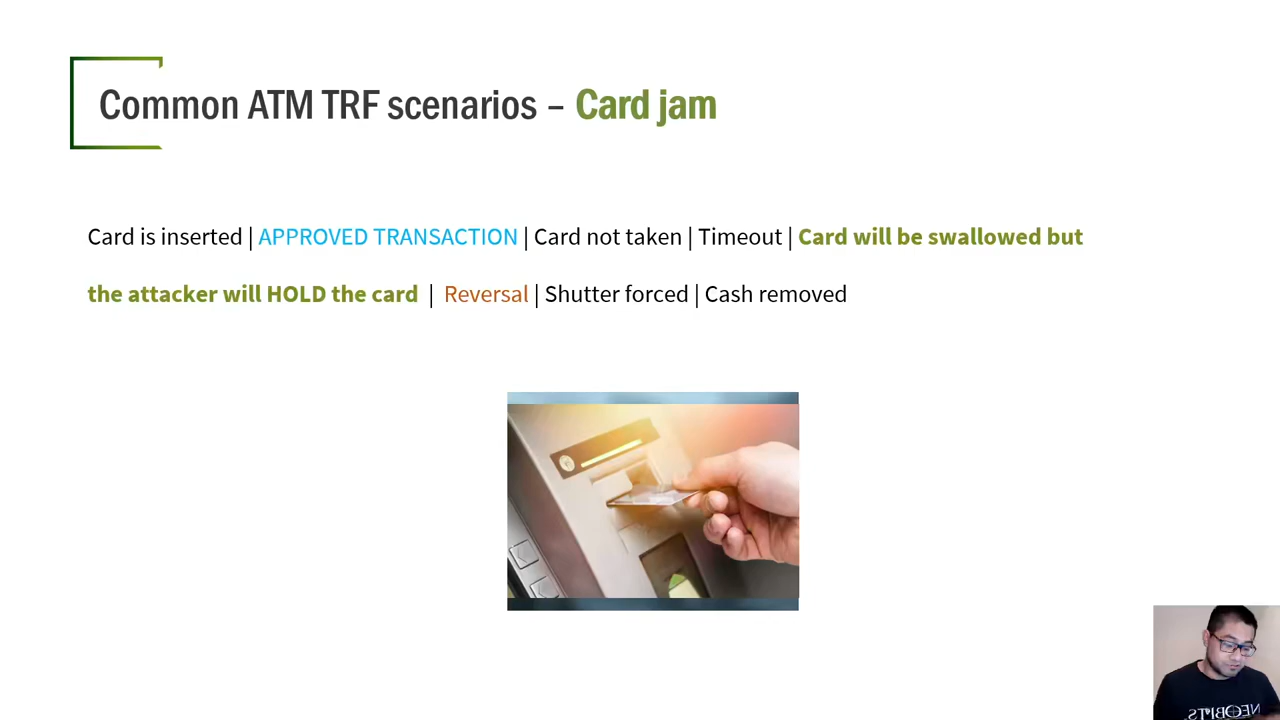 Common ATM TRF scenarios – Card jam
Card is inserted | APPROVED TRANSACTION | Card not taken | Timeout | Card will be swallowed but
the attacker will HOLD the card | Reversal | Shutter forced | Cash removed
NEOBITS